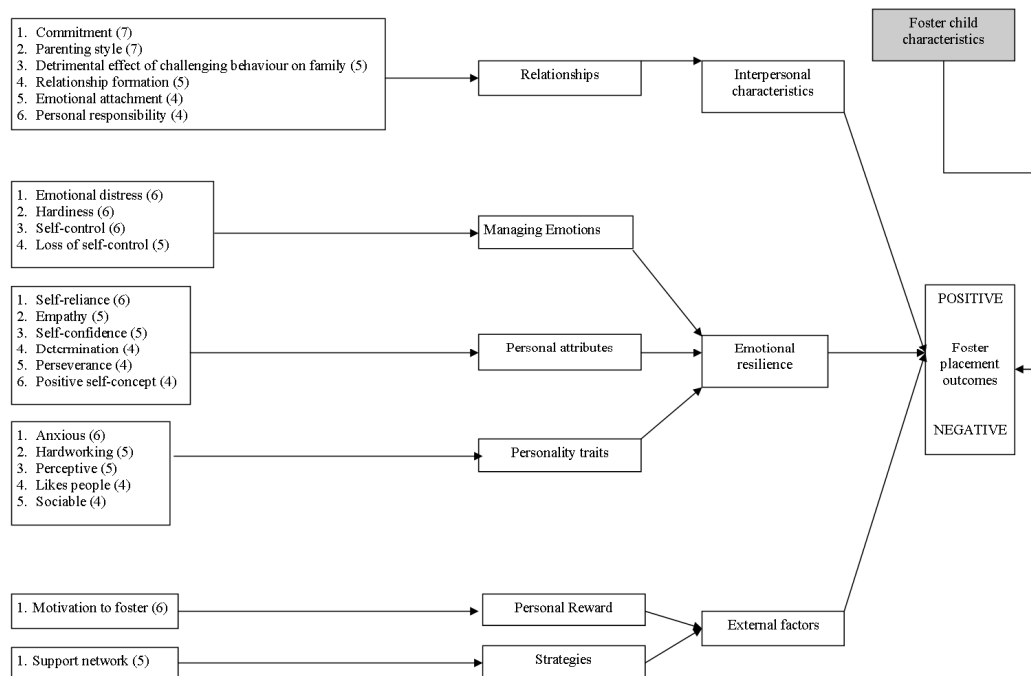 1. Commitment (7)
2. Parenting style (7)
3. Detrimental effect of challenging behaviour on family (5)
4. Relationship formation (5)
5. Emotional attachment (4)
6. Personal responsibility (4)
Relationships
Interpersonal
characteristics
Foster child
characteristics
1. Emotional distress (6)
2. Hardiness (6)
3. Self-control (6)
4. Loss of self-control (5)
Managing Emotions
1. Self-reliance (6)
2. Empathy (5)
3. Self-confidence (5)
4. Determination (4)
5. Perseverance (4)
6. Positive self-concept (4)
Personal attributes
Emotional
resilience
POSITIVE
Foster
placement
outcomes
NEGATIVE
1. Anxious (6)
2. Hardworking (5)
3. Perceptive (5)
4. Likes people (4)
5. Sociable (4)
Personality traits
1. Motivation to foster (6)
Personal Reward
External factors
1. Support network (5)
Strategies